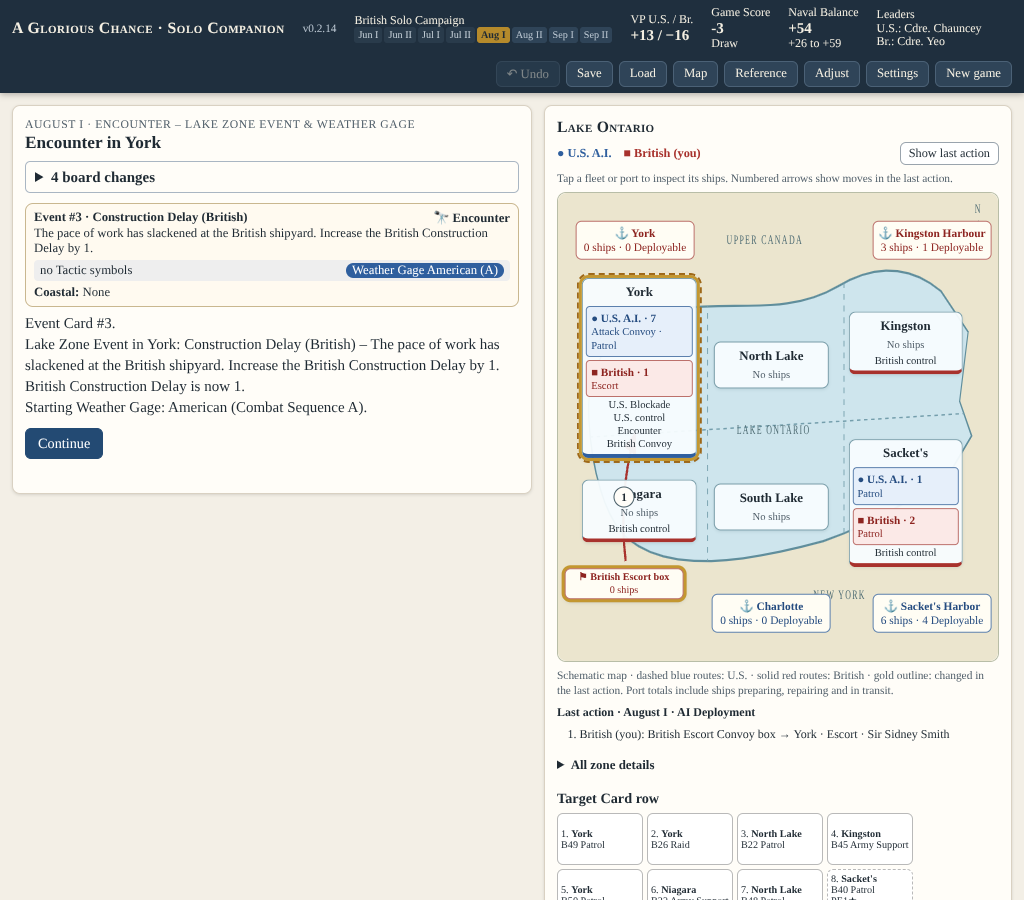 A Glorious Chance · Solo Companion
v0.2.14
British Solo Campaign
Jun I Jun II Jul I Jul II Aug I Aug II Sep I Sep II
VP U.S. / Br.
+13 / −16
Game Score
-3
Draw
Naval Balance
+54
+26 to +59
Leaders
U.S.: Cdre. Chauncey
Br.: Cdre. Yeo
↶ Undo
Save
Load
Map
Reference
Adjust
Settings
New game
AUGUST I · ENCOUNTER – LAKE ZONE EVENT & WEATHER GAGE
Encounter in York
▶ 4 board changes
Event #3 · Construction Delay (British)
🔭 Encounter
The pace of work has slackened at the British shipyard. Increase the British Construction
Delay by 1.
no Tactic symbols
Weather Gage American (A)
Coastal: None
Event Card #3.
Lake Zone Event in York: Construction Delay (British) – The pace of work has
slackened at the British shipyard. Increase the British Construction Delay by 1.
British Construction Delay is now 1.
Starting Weather Gage: American (Combat Sequence A).
Continue
Lake Ontario
● U.S. A.I. ■ British (you)
Show last action
Tap a fleet or port to inspect its ships. Numbered arrows show moves in the last action.
N
⚓ York
0 ships · 0 Deployable
UPPER CANADA
⚓ Kingston Harbour
3 ships · 1 Deployable
York
● U.S. A.I. · 7
Attack Convoy ·
Patrol
■ British · 1
Escort
U.S. Blockade
U.S. control
Encounter
British Convoy
North Lake
No ships
Kingston
No ships
British control
LAKE ONTARIO
1
No ships
British control
South Lake
No ships
Sacket's
● U.S. A.I. · 1
Patrol
■ British · 2
Patrol
British control
⚑ British Escort box
0 ships
NEW YORK
⚓ Charlotte
0 ships · 0 Deployable
⚓ Sacket's Harbor
6 ships · 4 Deployable
Schematic map · dashed blue routes: U.S. · solid red routes: British · gold outline: changed in
the last action. Port totals include ships preparing, repairing and in transit.
Last action · August I · AI Deployment
1. British (you): British Escort Convoy box → York · Escort · Sir Sidney Smith
▶ All zone details
Target Card row
1. York
B49 Patrol
2. York
B26 Raid
3. North Lake
B22 Patrol
4. Kingston
B45 Army Support
5. York
6. Niagara
7. North Lake
8. Sacket's
B40 Patrol